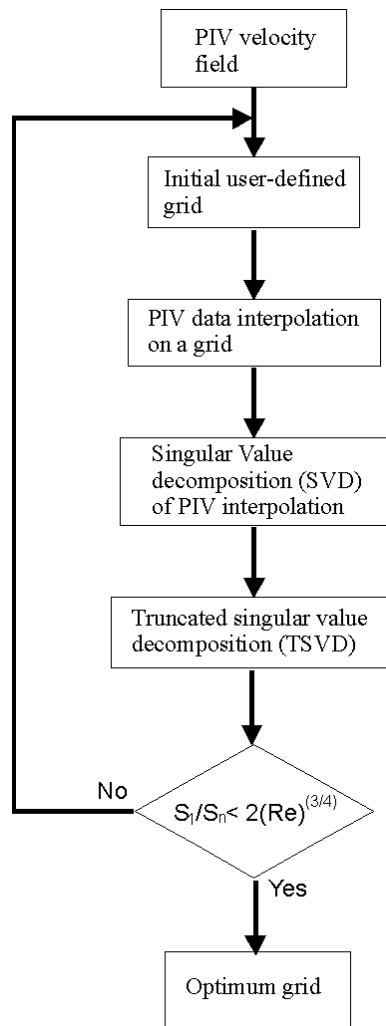 PIV velocity
field
Initial user-defined
grid
PIV data interpolation
on a grid
Singular Value
decomposition (SVD)
of PIV interpolation
Truncated singular value
decomposition (TSVD)
No
S₁/Sₙ< 2(Re)⁽³/⁴⁾
Yes
Optimum grid